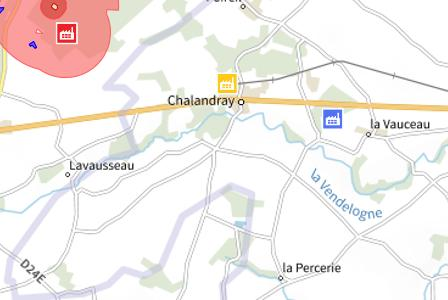 Chalandray
la Vauceau
Lavausseau
la Vendelogne
D24E
la Percerie